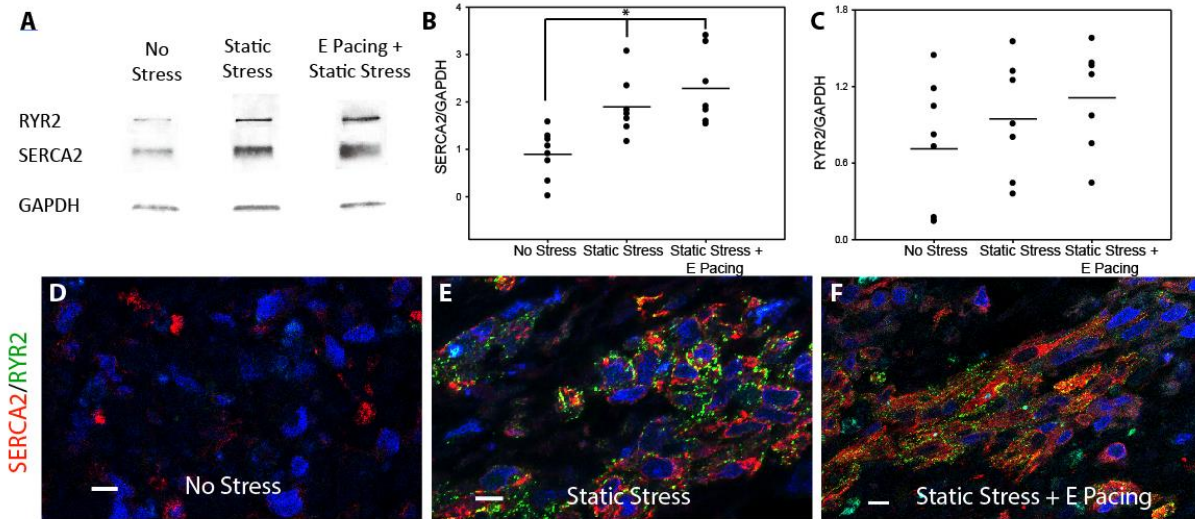 A
No
Stress
Static
Stress
E Pacing +
Static Stress
RYR2
SERCA2
GAPDH
B
*
SERCA2/GAPDH
4
3
2
1
0
No Stress
Static Stress
Static Stress +
E Pacing
C
RYR2/GAPDH
1.8
1.2
0.6
0.0
No Stress
Static Stress
Static Stress +
E Pacing
SERCA2/RYR2
D
No Stress
E
Static Stress
F
Static Stress + E Pacing